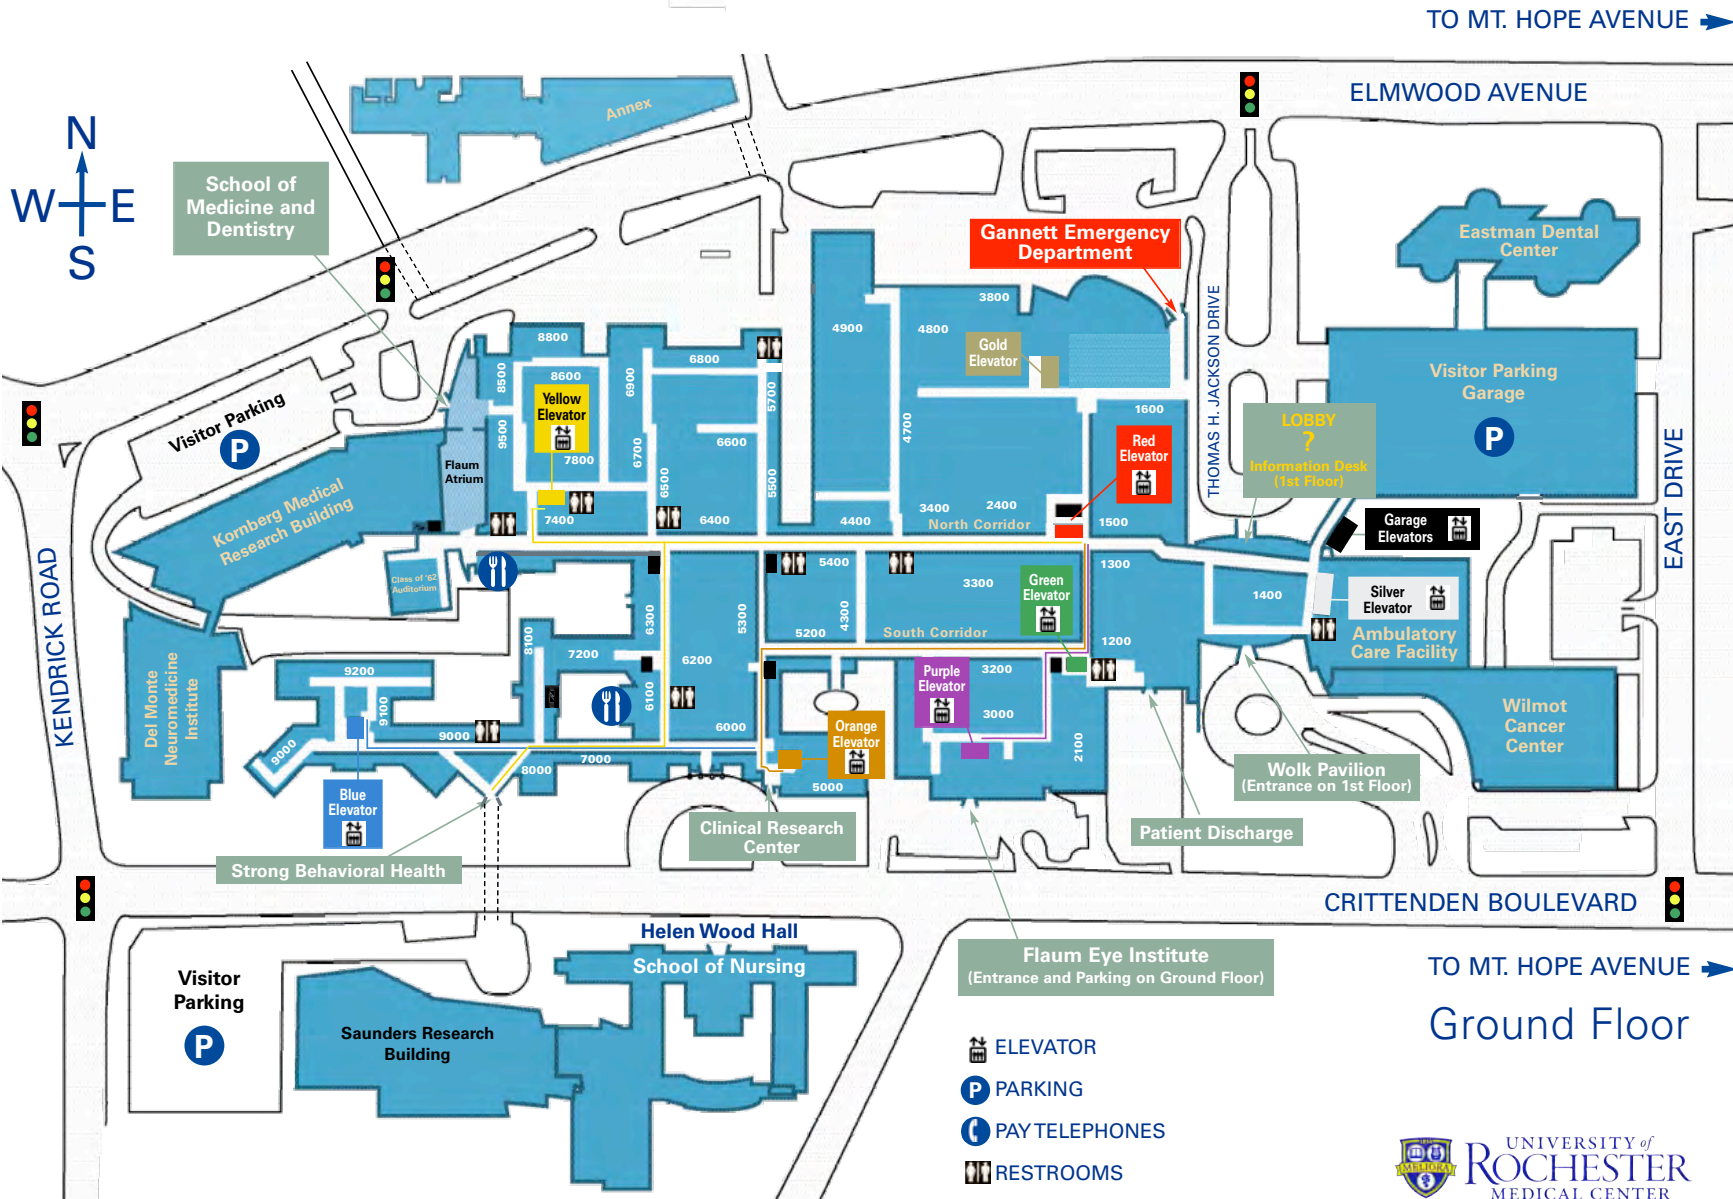 TO MT. HOPE AVENUE
ELMWOOD AVENUE
Annex
N
W E
S
School of
Medicine and
Dentistry
Gannett Emergency
Department
Eastman Dental
Center
THOMAS H. JACKSON DRIVE
3800
4900
4800
Gold
Elevator
8800
6800
8600
8500
6900
5700
Yellow
Elevator
Visitor Parking
Garage
P
Visitor Parking
P
1600
LOBBY
?
Information Desk
(1st Floor)
Red
Elevator
4700
9500
6600
6700
7800
6500
5500
Flaum
Atrium
Kornberg Medical
Research Building
7400
6400
4400
3400
2400
North Corridor
1500
Garage
Elevators
EAST DRIVE
KENDRICK ROAD
Class of '62
Auditorium
5400
3300
Green
Elevator
1300
1400
Silver
Elevator
Ambulatory
Care Facility
6300
5300
4300
5200
South Corridor
1200
8100
7200
6200
9200
Del Monte
Neuromedicine
Institute
9100
6100
Purple
Elevator
3200
3000
Wilmot
Cancer
Center
9000
9000
6000
Orange
Elevator
2100
7000
8000
5000
Wolk Pavilion
(Entrance on 1st Floor)
Blue
Elevator
Clinical Research
Center
Patient Discharge
Strong Behavioral Health
CRITTENDEN BOULEVARD
Helen Wood Hall
School of Nursing
Flaum Eye Institute
(Entrance and Parking on Ground Floor)
TO MT. HOPE AVENUE
Visitor
Parking
P
Saunders Research
Building
Ground Floor
ELEVATOR
P PARKING
PAY TELEPHONES
RESTROOMS
MELIORA
UNIVERSITY of
ROCHESTER
MEDICAL CENTER